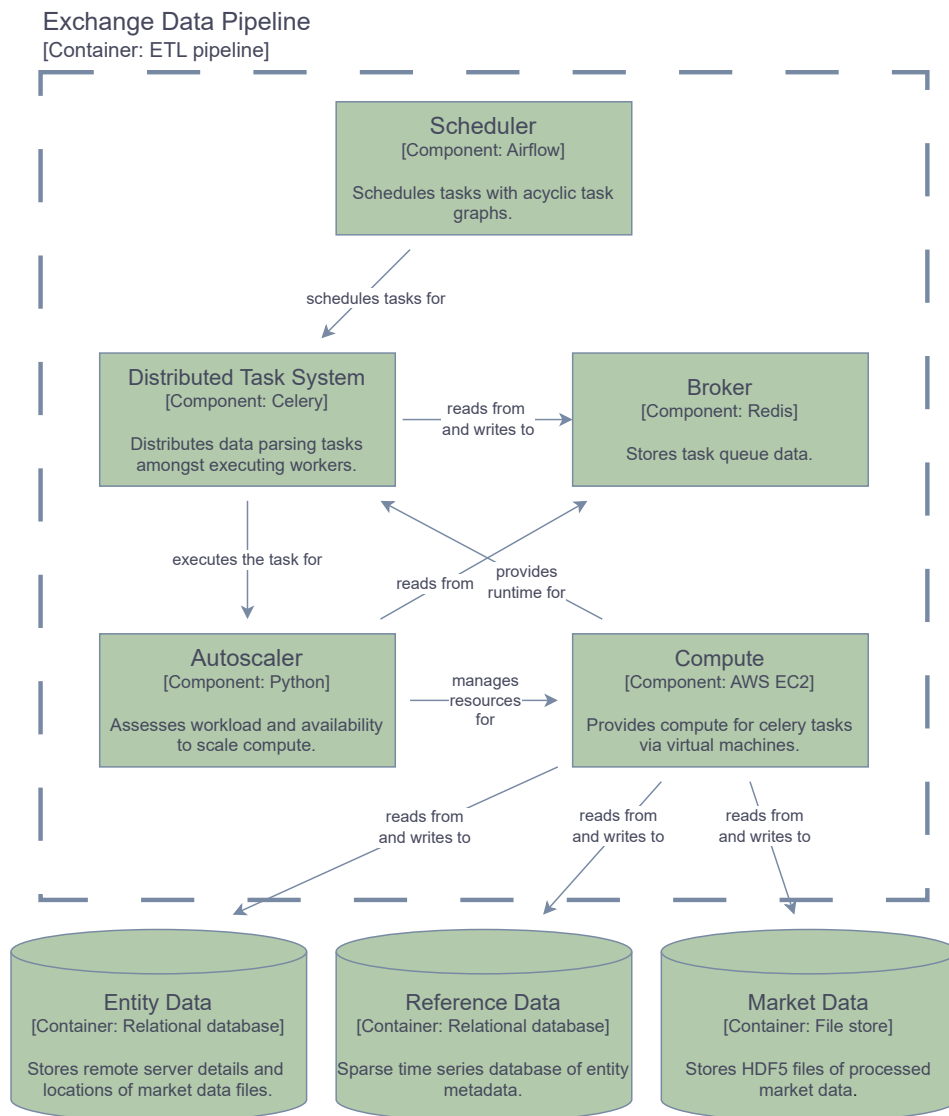 Exchange Data Pipeline
[Container: ETL pipeline]
Scheduler
[Component: Airflow]
Schedules tasks with acyclic task
graphs.
schedules tasks for
Distributed Task System
[Component: Celery]
Distributes data parsing tasks
amongst executing workers.
reads from
and writes to
Broker
[Component: Redis]
Stores task queue data.
executes the task for
reads from
provides
runtime for
Autoscaler
[Component: Python]
Assesses workload and availability
to scale compute.
manages
resources
for
Compute
[Component: AWS EC2]
Provides compute for celery tasks
via virtual machines.
reads from
and writes to
reads from
and writes to
reads from
and writes to
Entity Data
[Container: Relational database]
Stores remote server details and
locations of market data files.
Reference Data
[Container: Relational database]
Sparse time series database of entity
metadata.
Market Data
[Container: File store]
Stores HDF5 files of processed
market data.